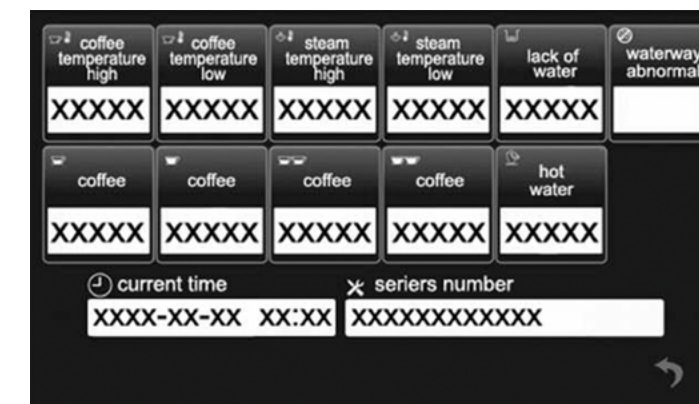 coffee temperature high
coffee temperature low
steam temperature high
steam temperature low
lack of water
waterway abnormal
XXXXX XXXXX XXXXX XXXXX XXXXX
coffee coffee coffee coffee hot water
XXXXX XXXXX XXXXX XXXXX XXXXX
current time seriers number
XXXX-XX-XX XX:XX XXXXXXXXXXXX